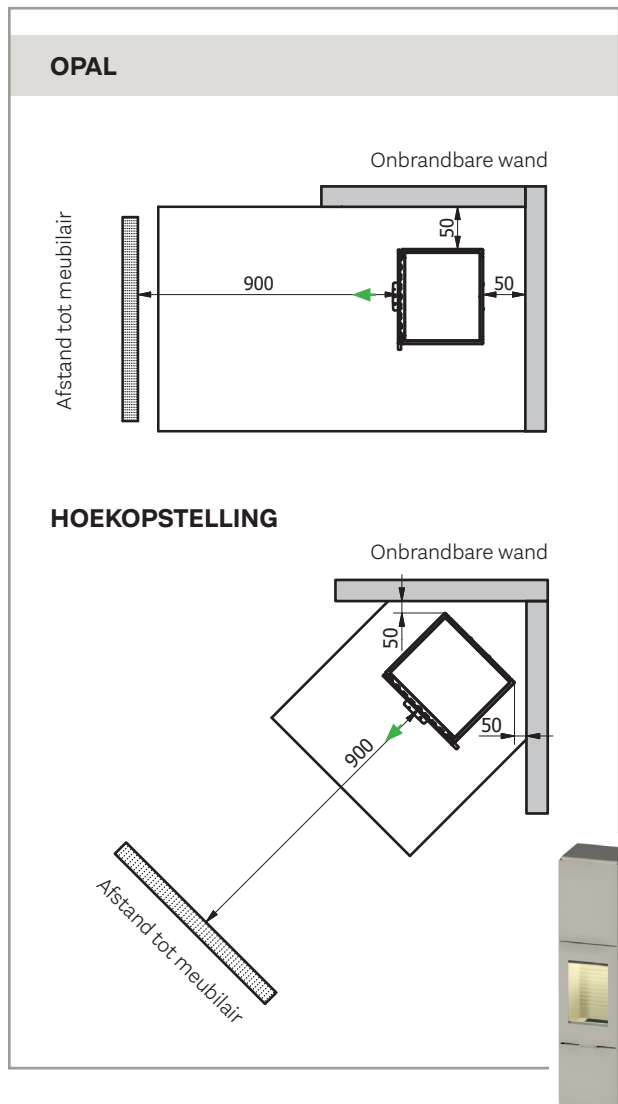 OPAL
Onbrandbare wand
Afstand tot meubilair
50
900
50
HOEKOPSTELLING
Onbrandbare wand
50
50
900
Afstand tot meubilair